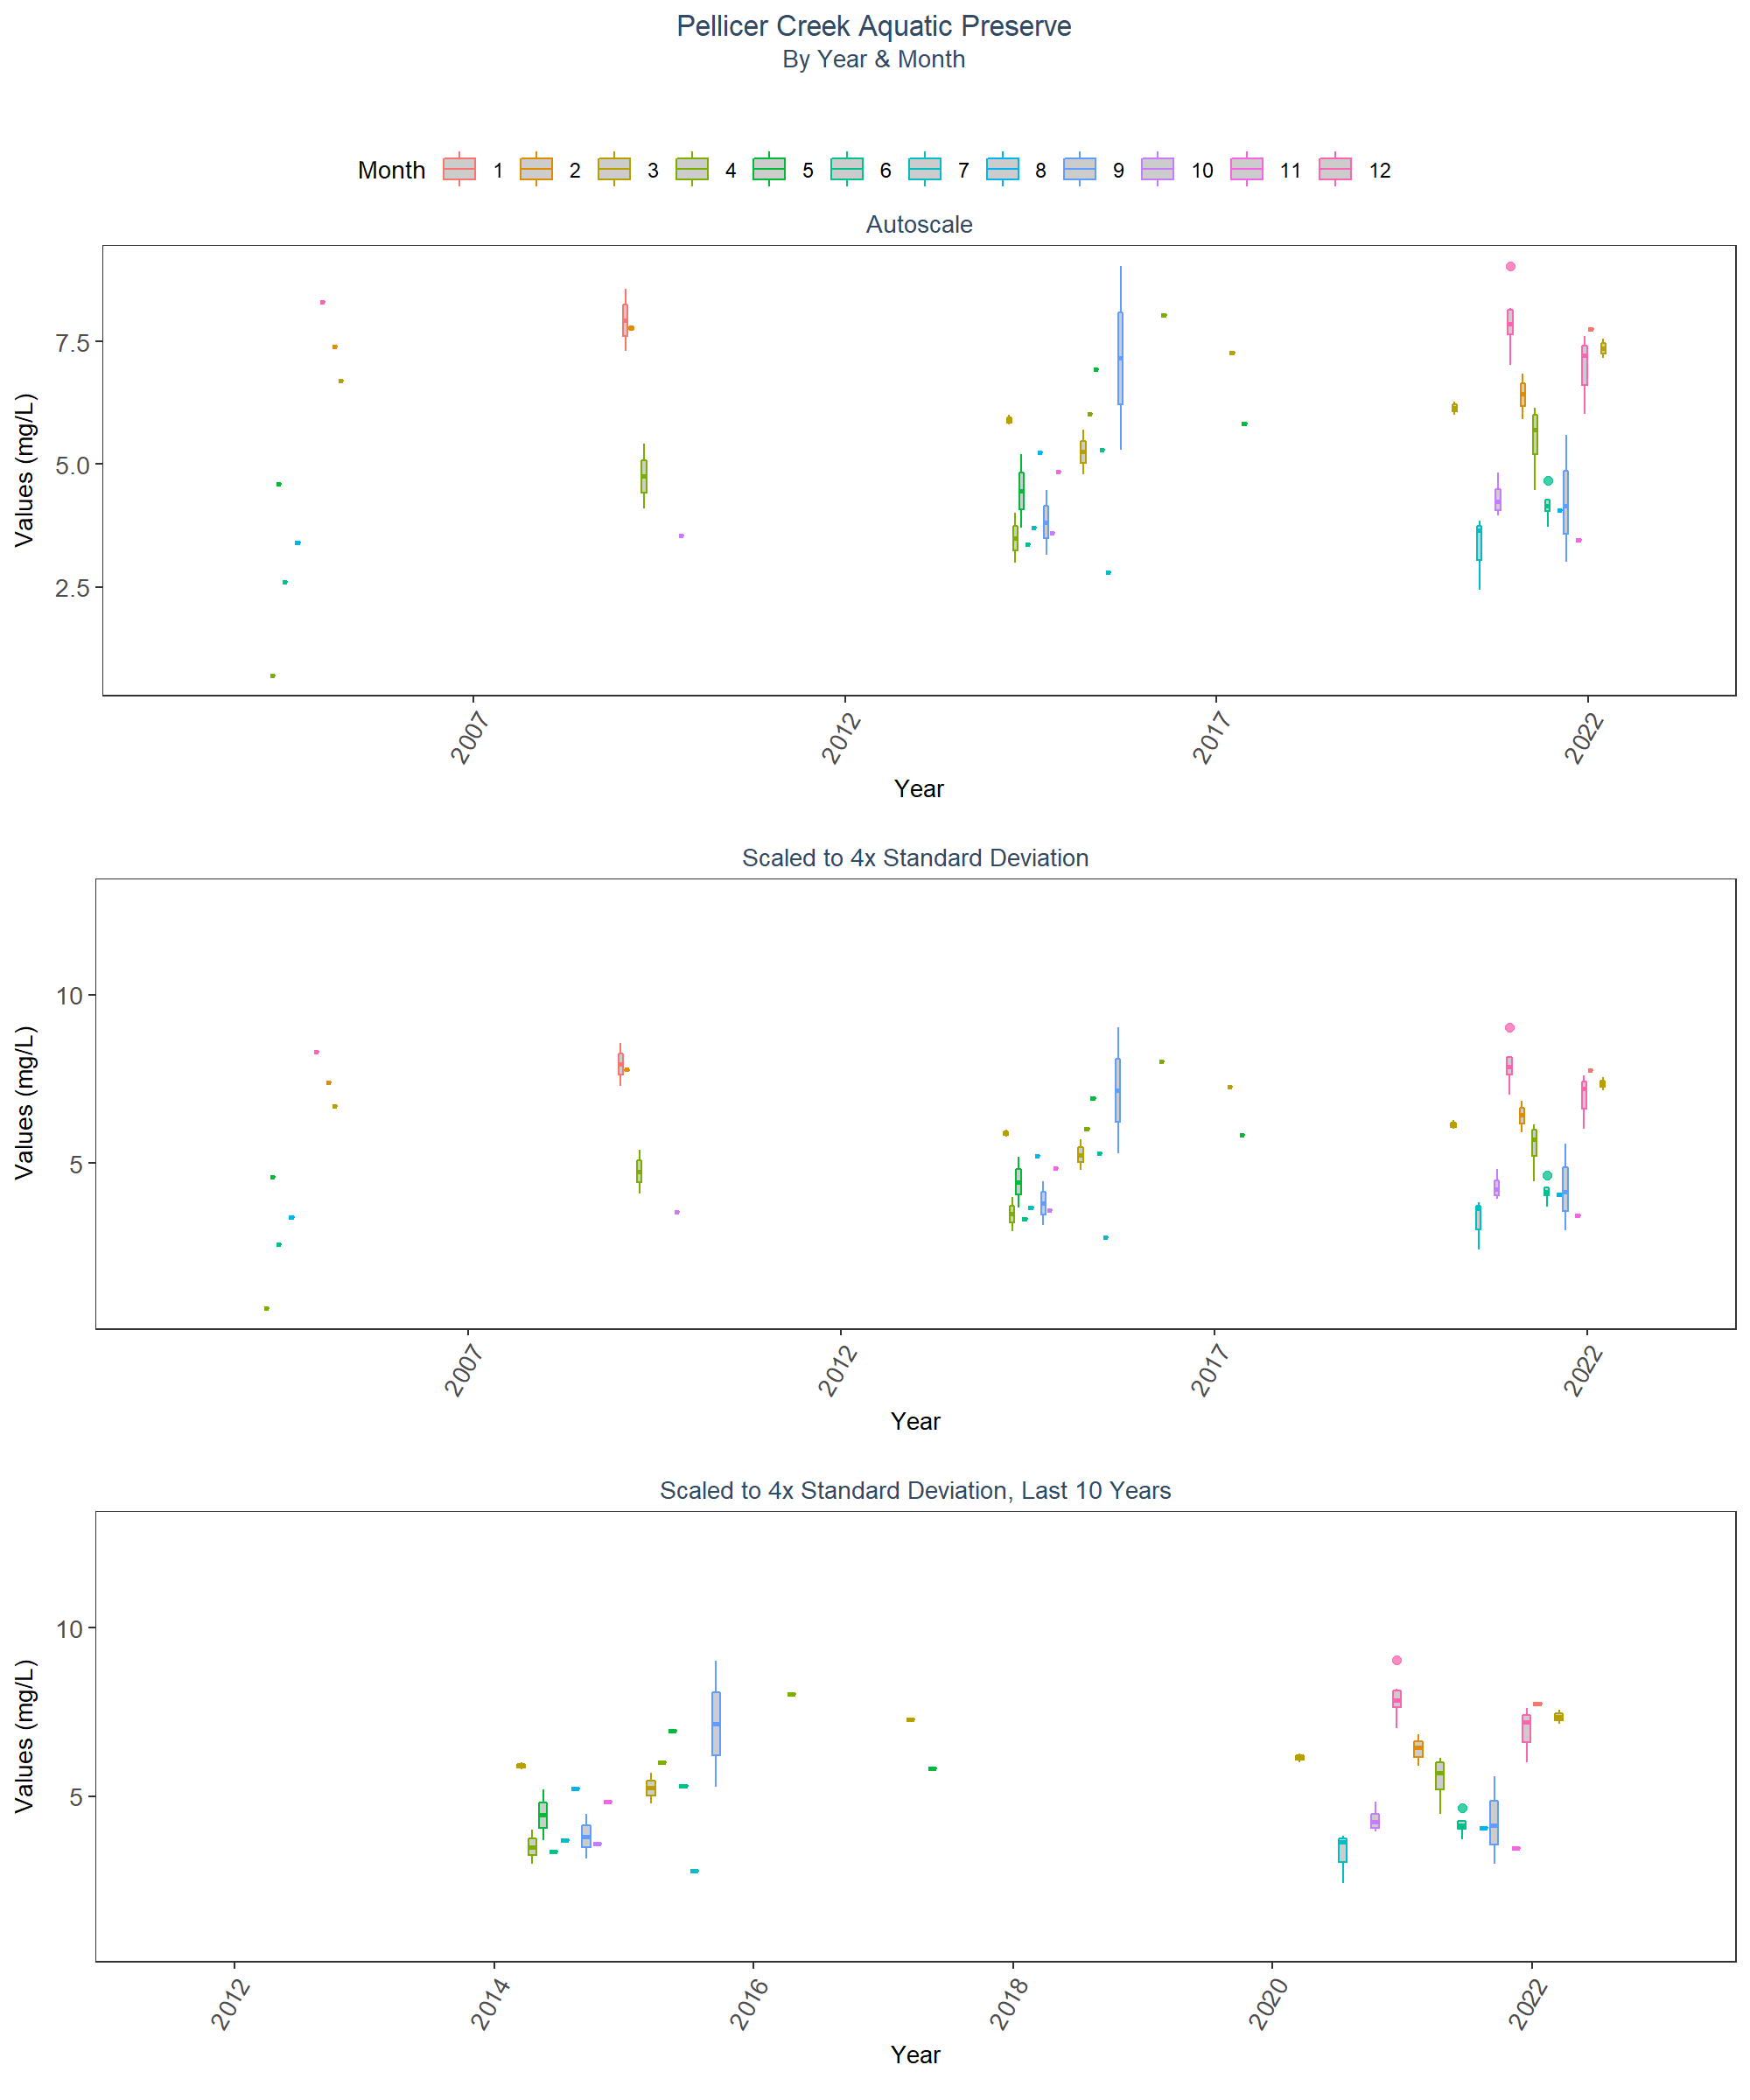 Pellicer Creek Aquatic Preserve
By Year & Month
Month 1 2 3 4 5 6 7 8 9 10 11 12
Autoscale
Values (mg/L)
7.5
5.0
2.5
2007 2012 2017 2022
Year
Scaled to 4x Standard Deviation
Values (mg/L)
10
5
2007 2012 2017 2022
Year
Scaled to 4x Standard Deviation, Last 10 Years
Values (mg/L)
10
5
2012 2014 2016 2018 2020 2022
Year